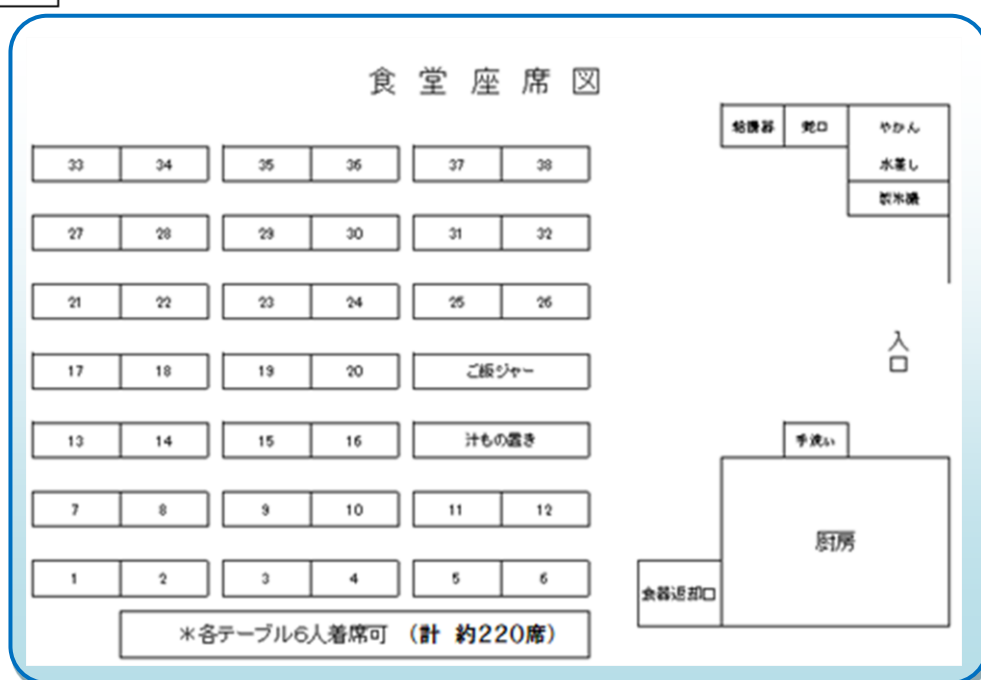 食堂座席図
給湯器 蛇口 やかん
水差し
製氷機
33 34 35 36 37 38
27 28 29 30 31 32
21 22 23 24 25 26
入口
17 18 19 20 ご飯ジャー
13 14 15 16 汁もの置き
手洗い
7 8 9 10 11 12
厨房
1 2 3 4 5 6
食器返却口
*各テーブル6人着席可 (計 約220席)